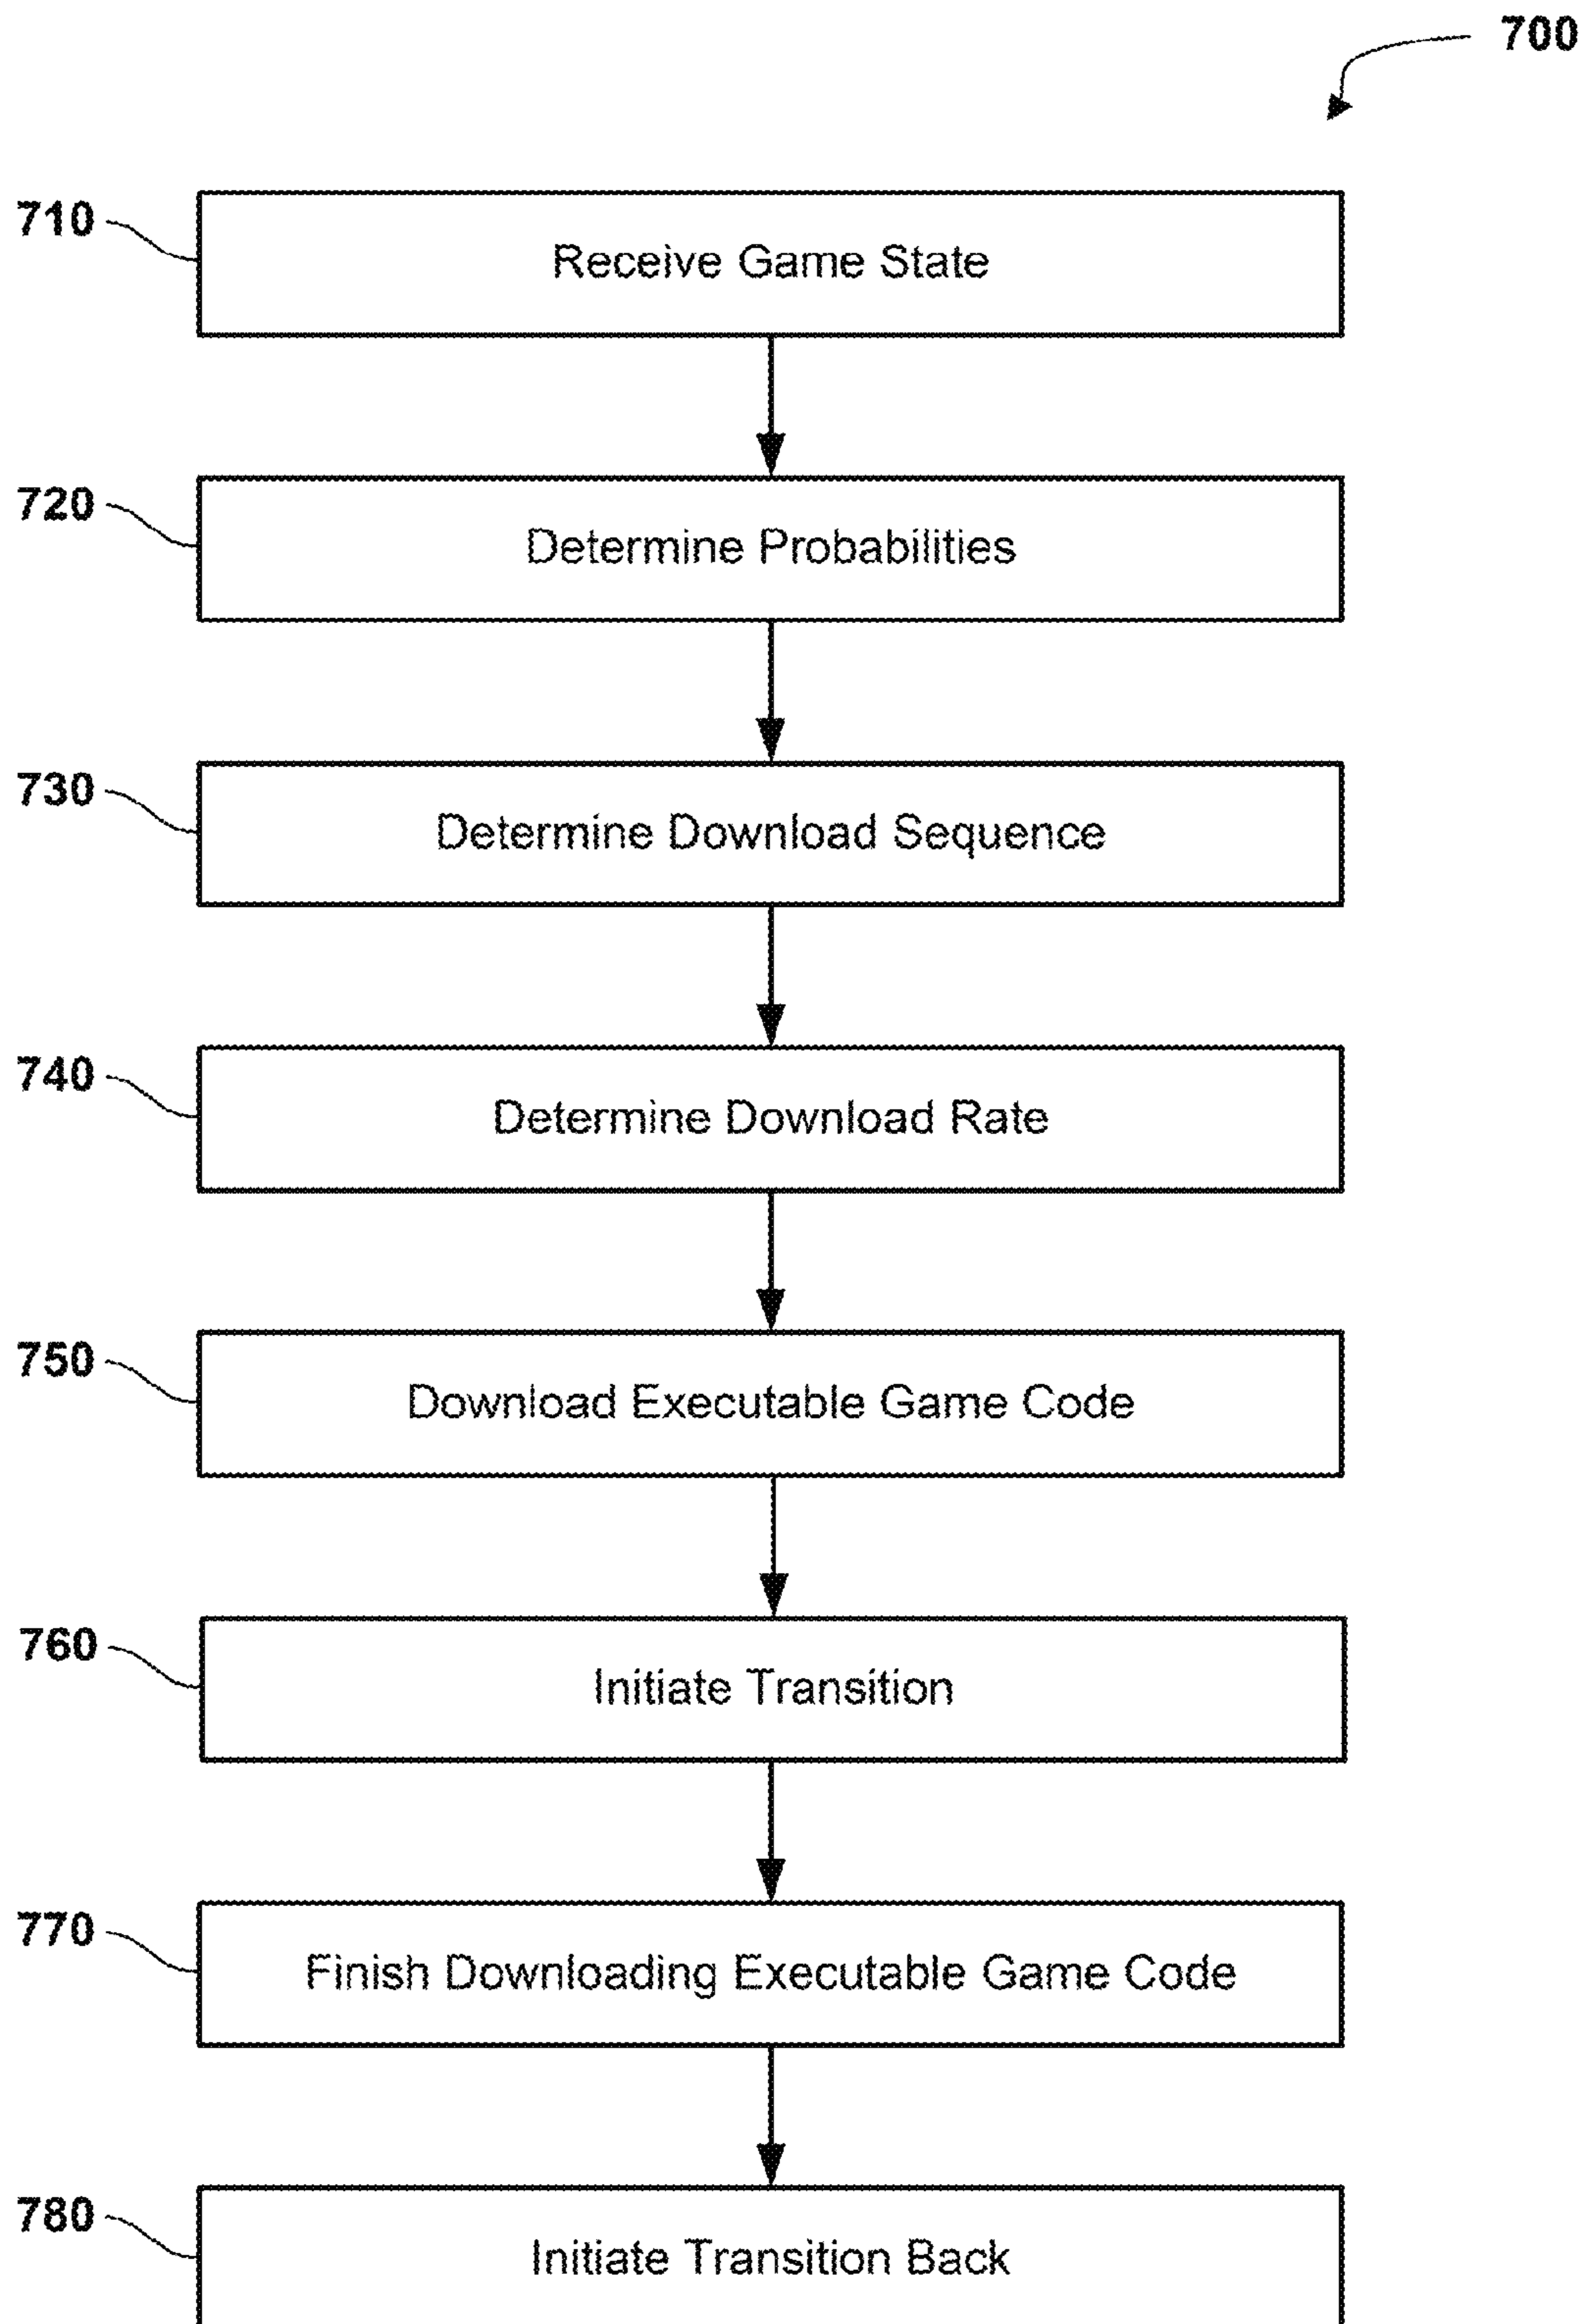 700
710
Receive Game State
720
Determine Probabilities
730
Determine Download Sequence
740
Determine Download Rate
750
Download Executable Game Code
760
Initiate Transition
770
Finish Downloading Executable Game Code
780
Initiate Transition Back